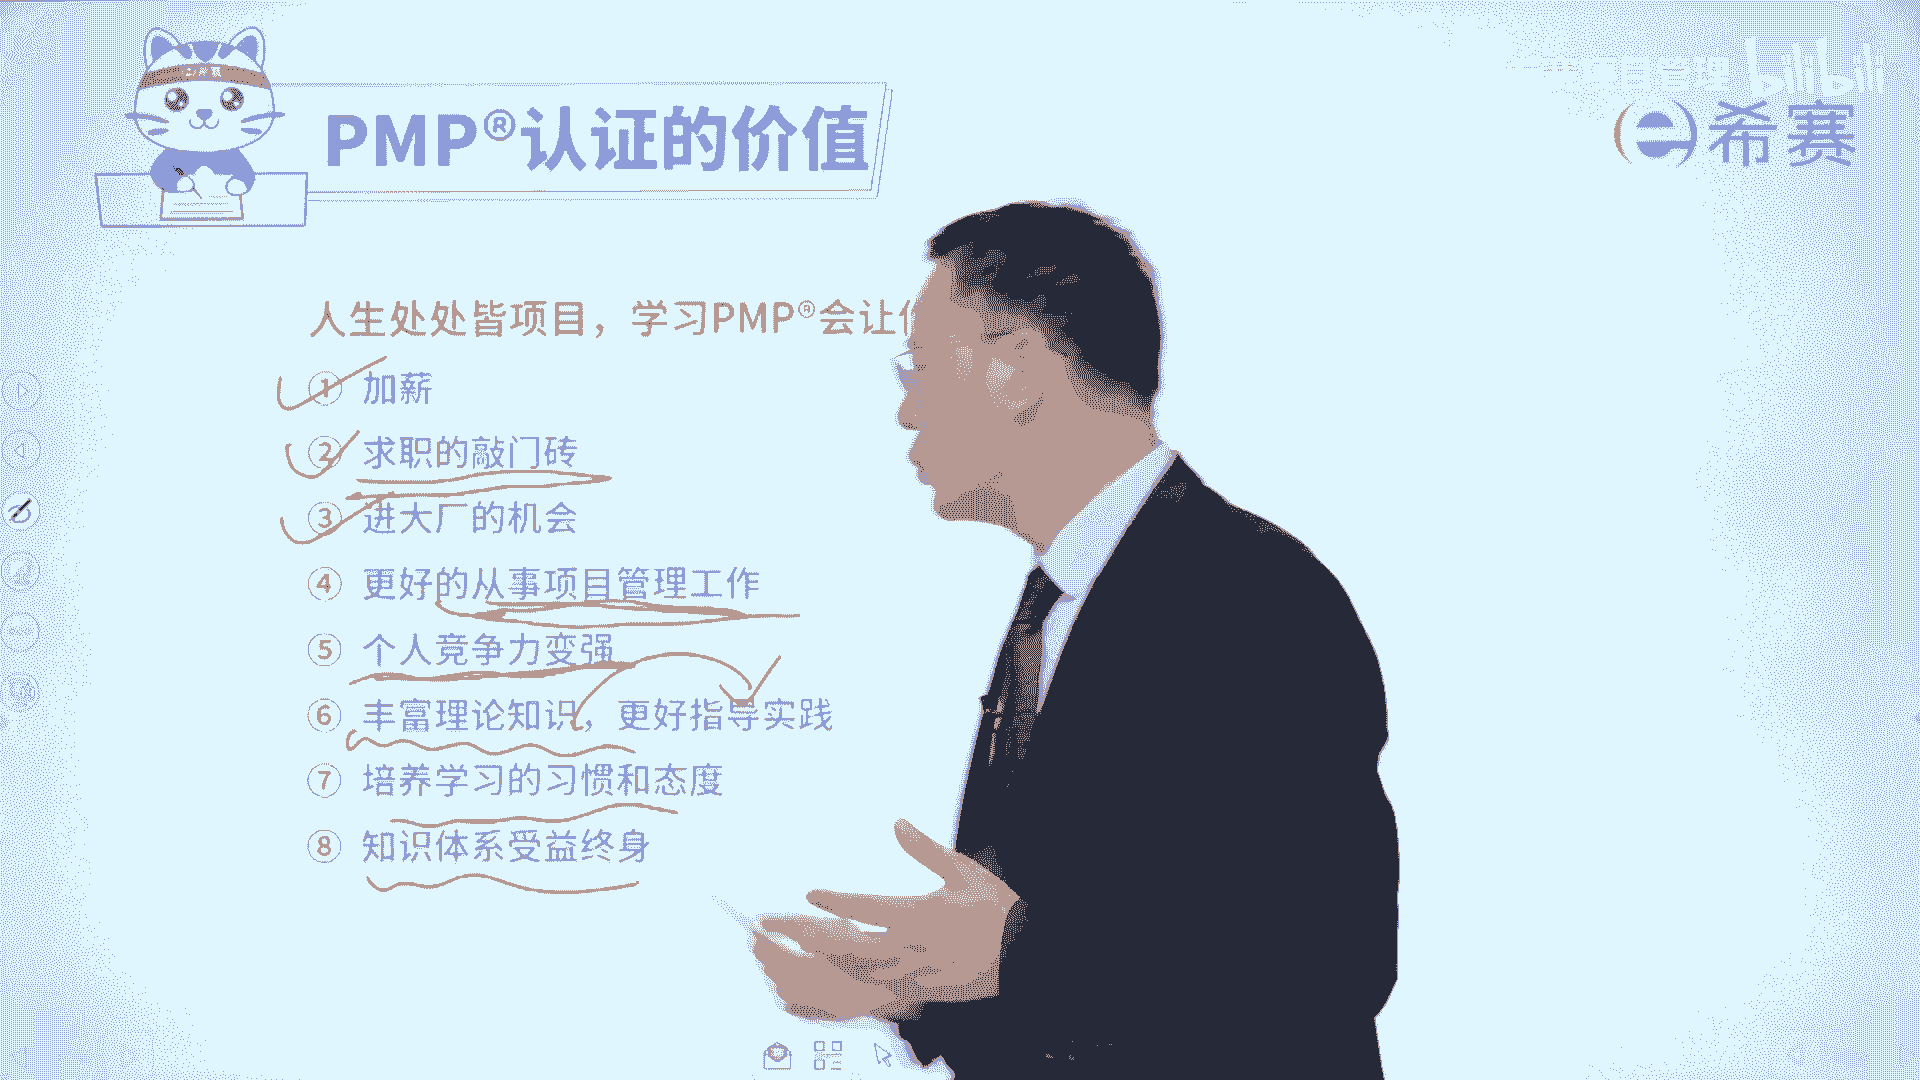 bilibili
希赛
PMP®认证的价值
人生处处皆项目，学习PMP®会让
① 加薪
② 求职的敲门砖
③ 进大厂的机会
④ 更好的从事项目管理工作
⑤ 个人竞争力变强
⑥ 丰富理论知识，更好指导实践
⑦ 培养学习的习惯和态度
⑧ 知识体系受益终身